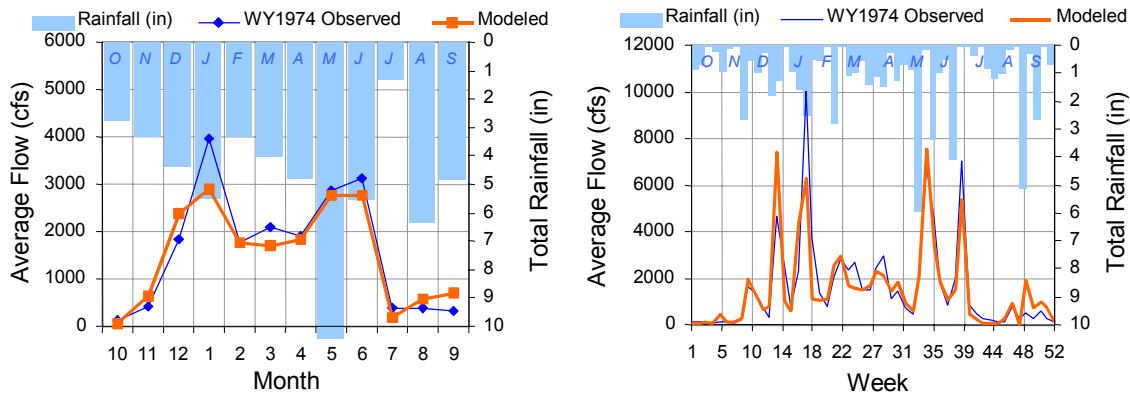 Rainfall (in) WY1974 Observed Modeled
6000 5000 4000 3000 2000 1000 0
Average Flow (cfs)
O N D J F M A M J J A S
0 1 2 3 4 5 6 7 8 9 10
Total Rainfall (in)
10 11 12 1 2 3 4 5 6 7 8 9
Month
Rainfall (in) WY1974 Observed Modeled
12000 10000 8000 6000 4000 2000 0
Average Flow (cfs)
O N D J F M A M J J A S
0 1 2 3 4 5 6 7 8 9 10
Total Rainfall (in)
1 5 9 14 18 22 27 31 35 39 44 48 52
Week